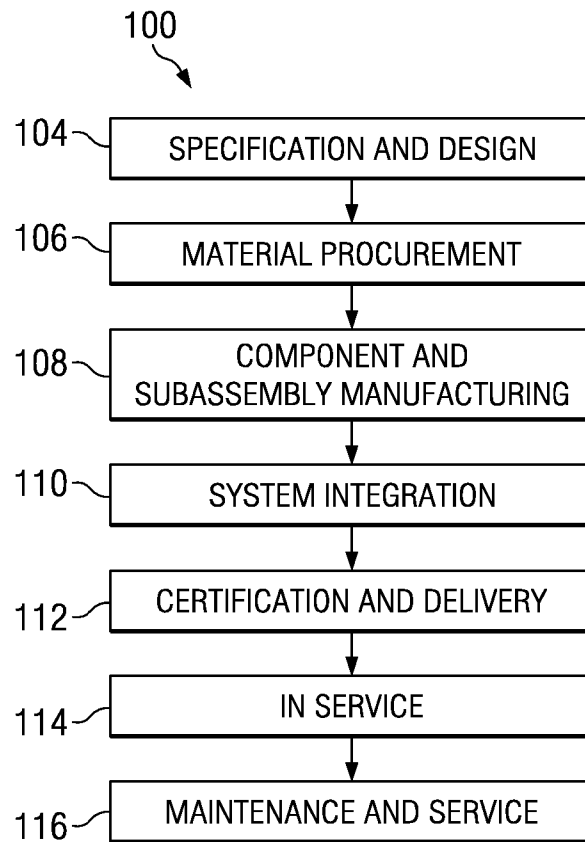 100
104
SPECIFICATION AND DESIGN
106
MATERIAL PROCUREMENT
108
COMPONENT AND
SUBASSEMBLY MANUFACTURING
110
SYSTEM INTEGRATION
112
CERTIFICATION AND DELIVERY
114
IN SERVICE
116
MAINTENANCE AND SERVICE